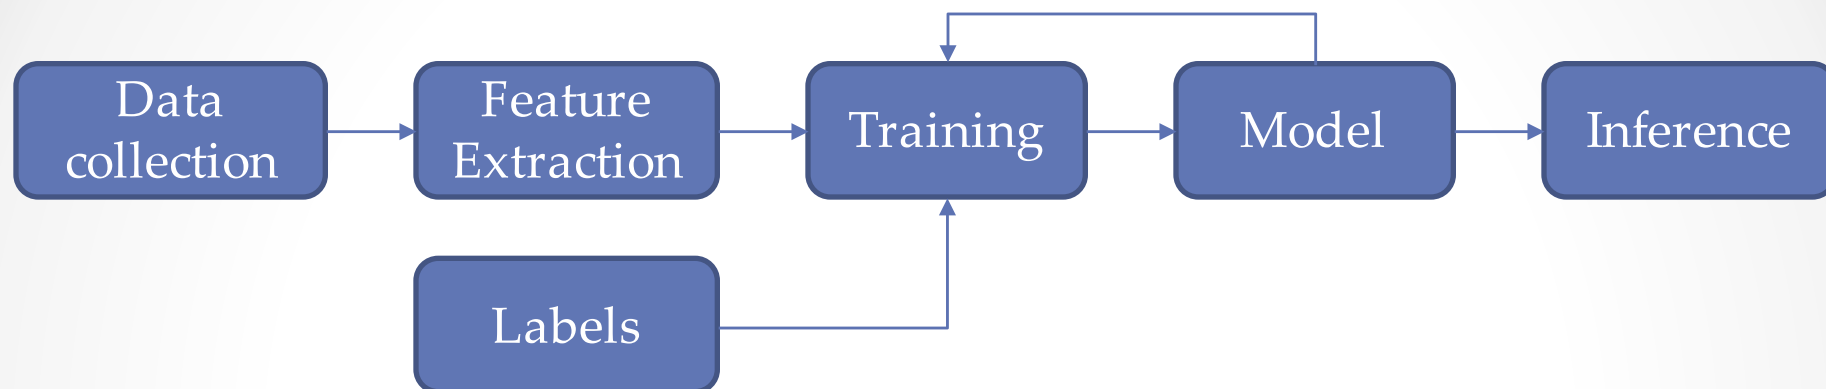 Data
collection
Feature
Extraction
Training
Model
Inference
Labels